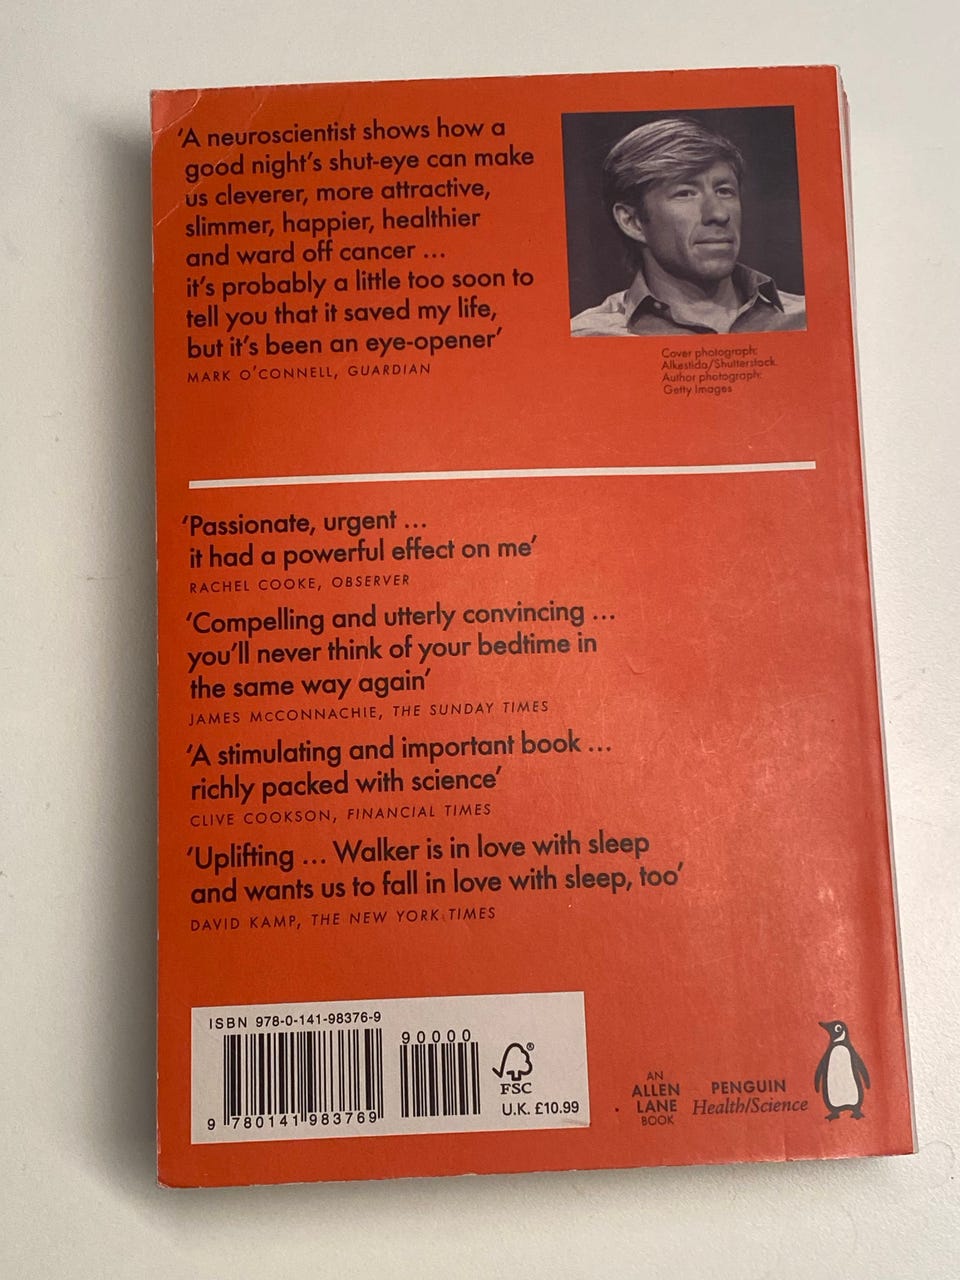 ‘A neuroscientist shows how a
good night’s shut-eye can make
us cleverer, more attractive,
slimmer, happier, healthier
and ward off cancer ...
it’s probably a little too soon to
tell you that it saved my life,
but it’s been an eye-opener’
MARK O’CONNELL, GUARDIAN
Cover photograph:
Alkestida/Shutterstock.
Author photograph:
Getty Images
‘Passionate, urgent ...
it had a powerful effect on me’
RACHEL COOKE, OBSERVER
‘Compelling and utterly convincing ...
you’ll never think of your bedtime in
the same way again’
JAMES McCONNACHIE, THE SUNDAY TIMES
‘A stimulating and important book ...
richly packed with science’
CLIVE COOKSON, FINANCIAL TIMES
‘Uplifting ... Walker is in love with sleep
and wants us to fall in love with sleep, too’
DAVID KAMP, THE NEW YORK TIMES
ISBN 978-0-141-98376-9
90000
9 780141 983769
®
FSC
U.K. £10.99
AN
ALLEN
LANE
BOOK
PENGUIN
Health/Science